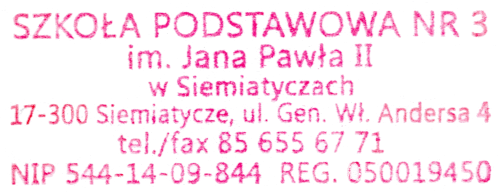 SZKOŁA PODSTAWOWA NR 3
im. Jana Pawła II
w Siemiatyczach
17-300 Siemiatycze, ul. Gen. Wł. Andersa 4
tel./fax 85 655 67 71
NIP 544-14-09-844 REG. 050019450